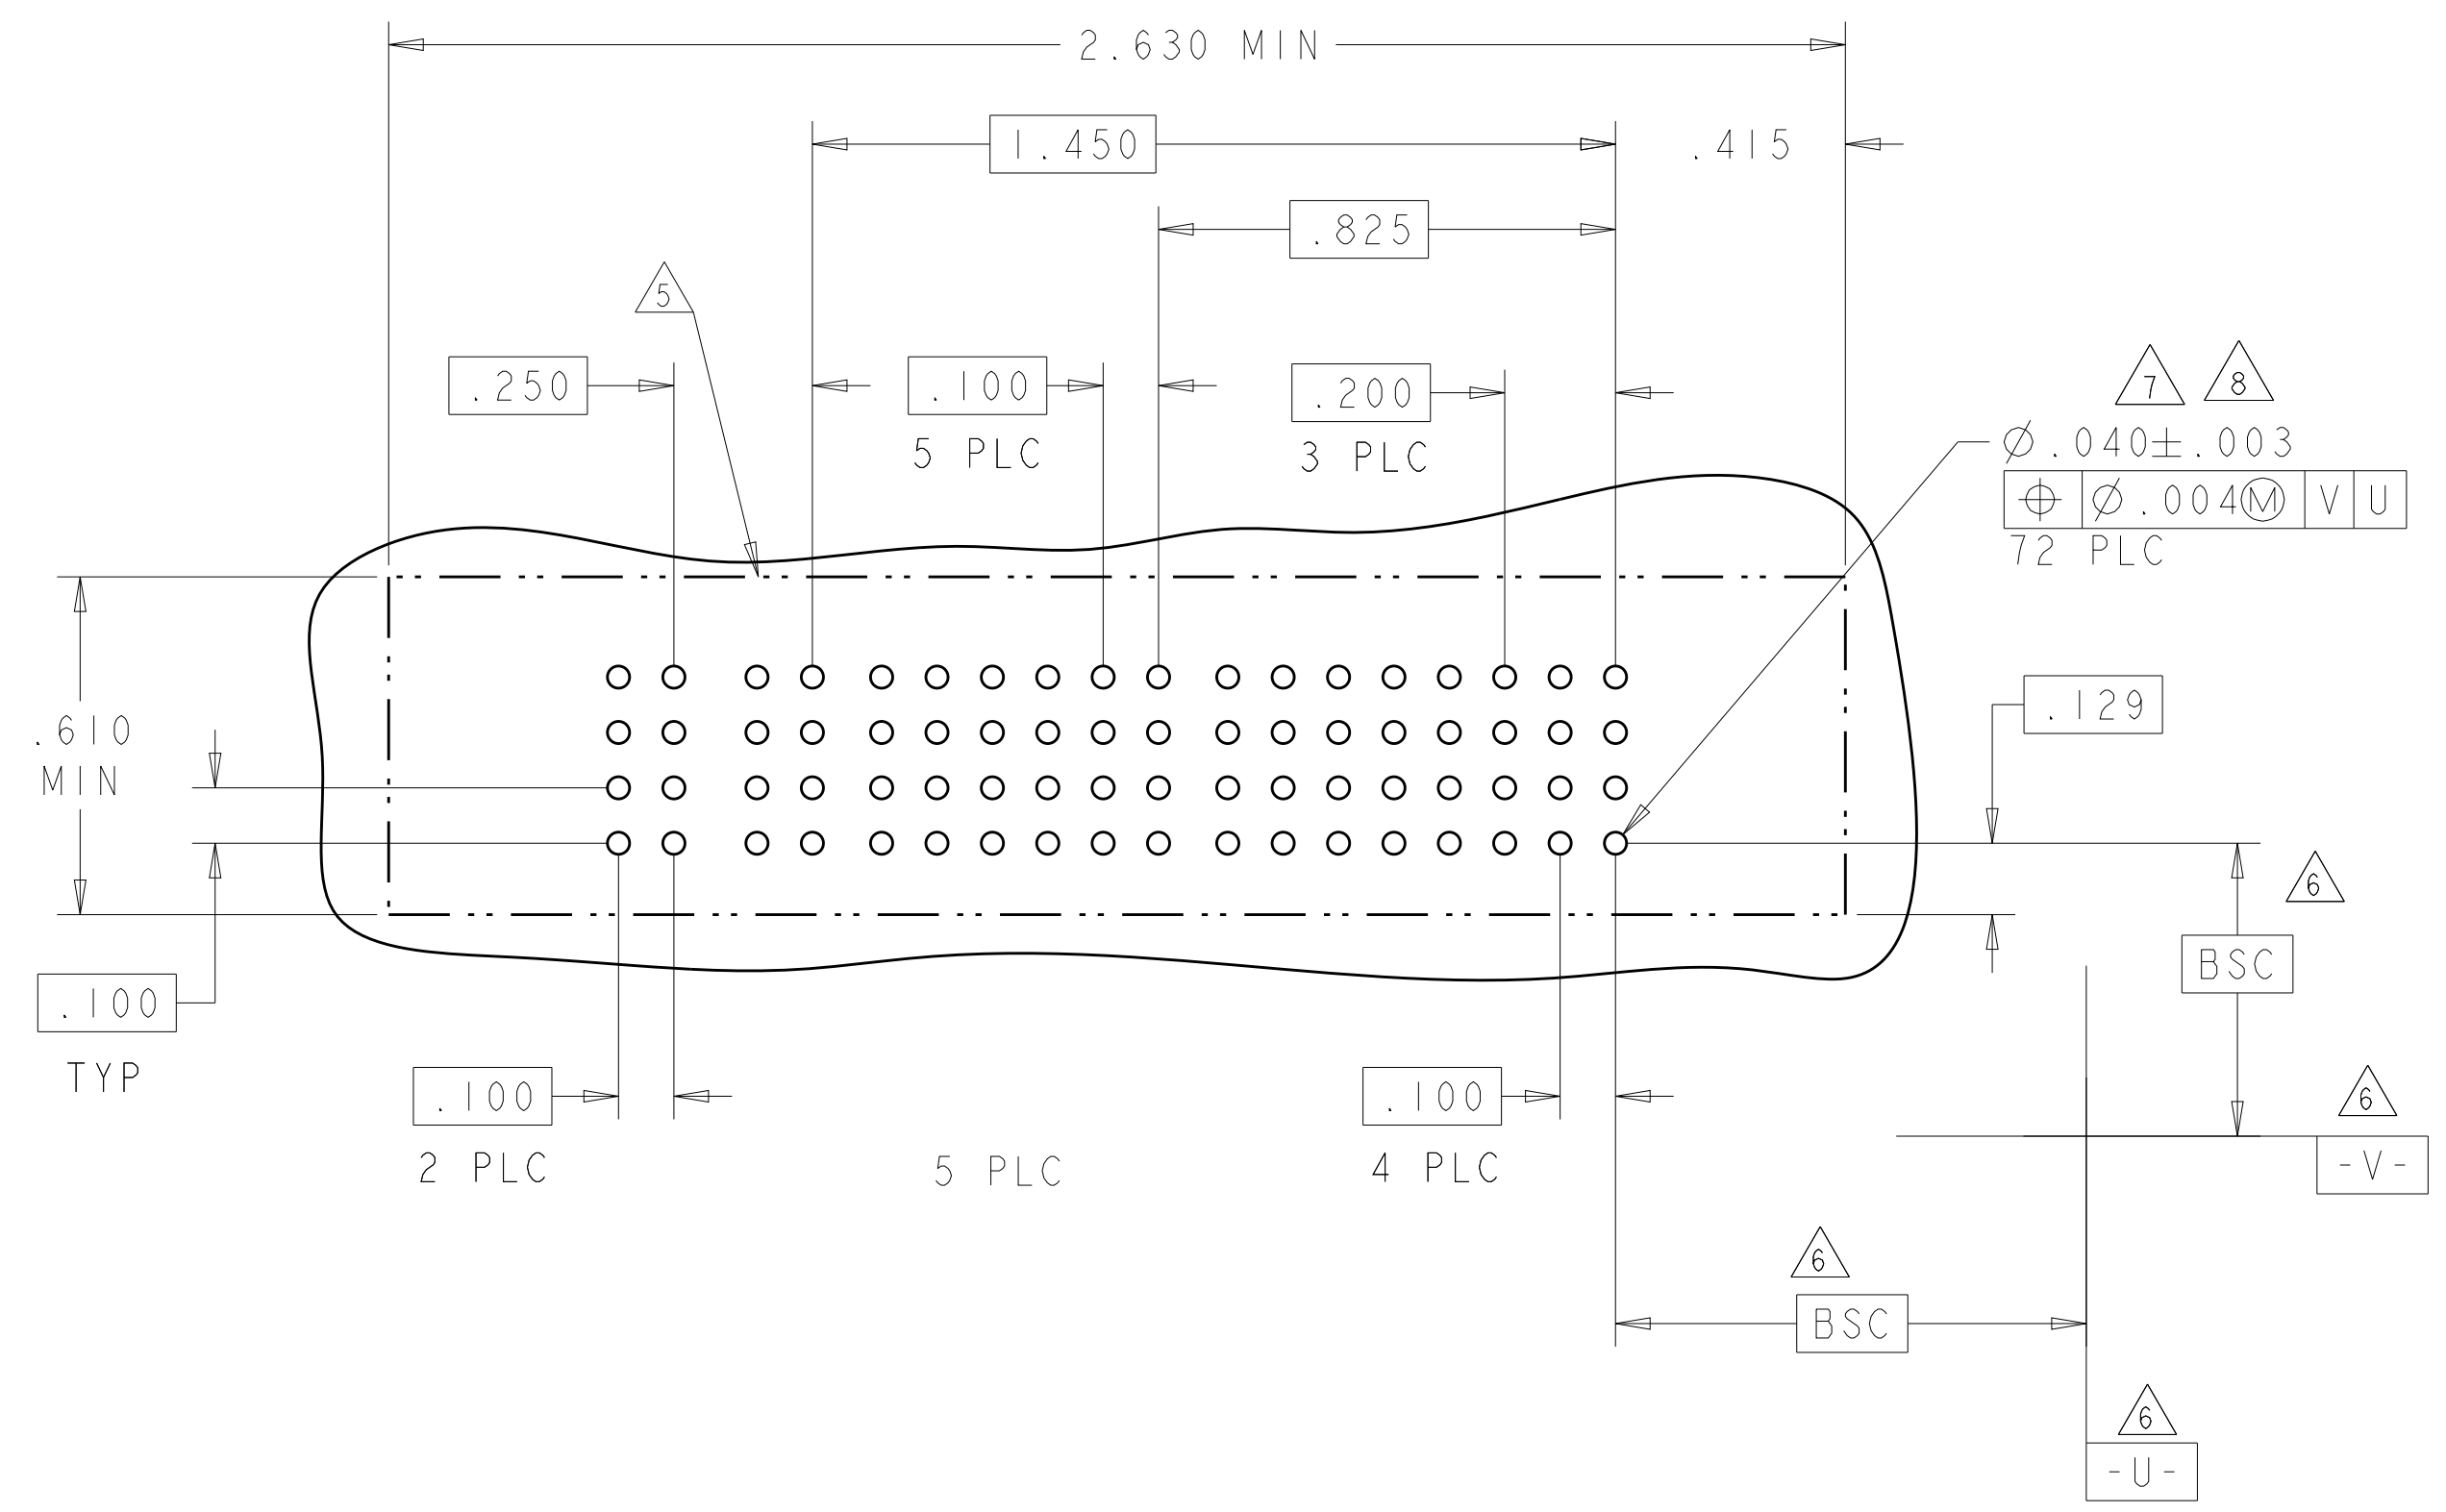 2.630 MIN
1.450
.415
.825
5
.250
.100
5 PLC
.200
3 PLC
7
8
⌀.040±.003
⌖ ⌀.004Ⓜ V U
72 PLC
.610
MIN
.129
6
BSC
.100
TYP
.100
2 PLC
5 PLC
.100
4 PLC
6
-V-
6
BSC
6
-U-